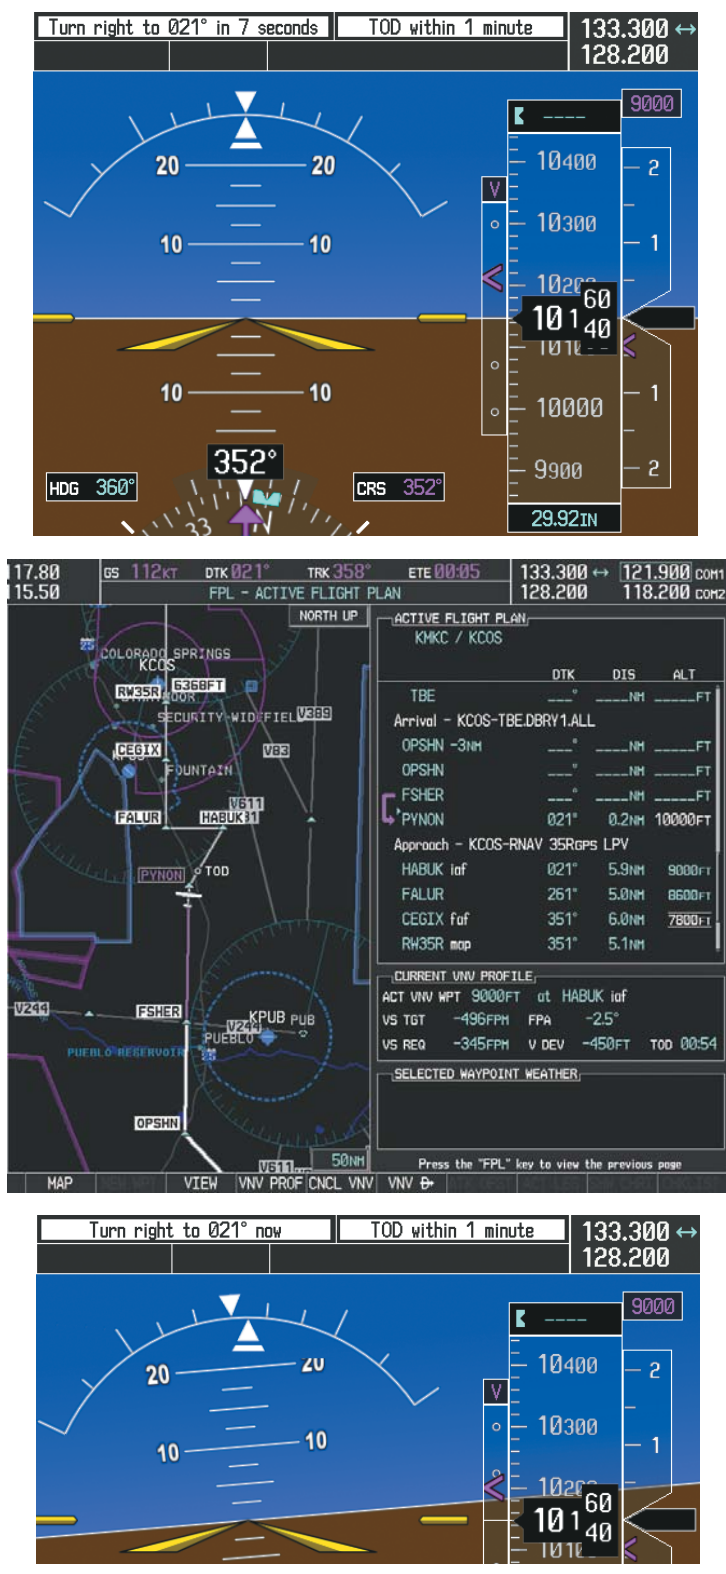 Turn right to 021° in 7 seconds TOD within 1 minute 133.300 ↔
128.200
9000
----
10400 2
20 20
V
10300
10 10 1
10200
60
101
40
10100
10 10 10000 1
352° 9900 2
HDG 360° CRS 352°
33 N
29.92IN
117.80 GS 112KT DTK 021° TRK 358° ETE 00:05 133.300 ↔ 121.900 COM1
115.50 FPL - ACTIVE FLIGHT PLAN 128.200 118.200 COM2
NORTH UP
25
COLORADO SPRINGS
KCOS
RW35R 6368FT
SECURITY-WIDEFIEL V389
CEGIX V83
FOUNTAIN
V611
FALUR HABUK 81
PYNON TOD
V244 FSHER KPUB PUB
V244
PUEBLO
PUEBLO RESERVOIR
25
OPSHN
V611
50NM
ACTIVE FLIGHT PLAN
KMKC / KCOS
DTK DIS ALT
TBE ___° ____NM _____FT
Arrival - KCOS-TBE.DBRY1.ALL
OPSHN -3NM ___° ____NM _____FT
OPSHN ___° ____NM _____FT
FSHER ___° ____NM _____FT
PYNON 021° 0.2NM 10000FT
Approach - KCOS-RNAV 35RGPS LPV
HABUK iaf 021° 5.9NM 9000FT
FALUR 261° 5.0NM 8600FT
CEGIX faf 351° 6.0NM 7800FT
RW35R map 351° 5.1NM
CURRENT VNV PROFILE
ACT VNV WPT 9000FT at HABUK iaf
VS TGT -496FPM FPA -2.5°
VS REQ -345FPM V DEV -450FT TOD 00:54
SELECTED WAYPOINT WEATHER
Press the "FPL" key to view the previous page
MAP VIEW VNV PROF CNCL VNV VNV D→
Turn right to 021° now TOD within 1 minute 133.300 ↔
128.200
9000
----
10400 2
20 20
V
10300
10 10 1
10200
60
101
40
10100